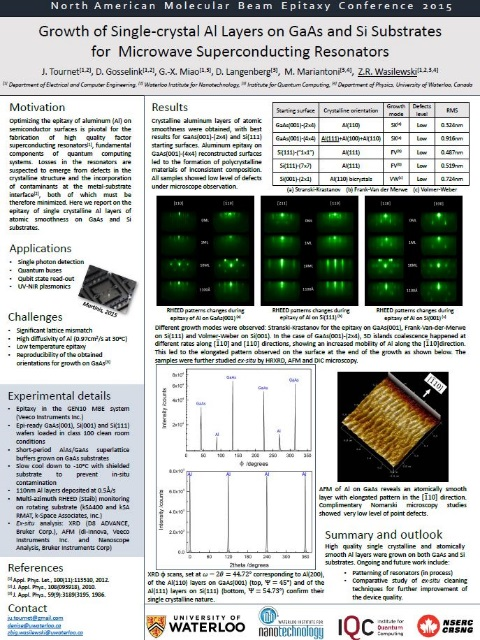 North American Molecular Beam Epitaxy Conference 2015
Growth of Single-crystal Al Layers on GaAs and Si Substrates
for Microwave Superconducting Resonators
J. Tournet[1,2], D. Gosselink[1,2], G.-X. Miao[1,3], D. Langenberg[3], M. Mariantoni[3,4], Z.R. Wasilewski[1,2,3,4]
[1] Department of Electrical and Computer Engineering, [2] Waterloo Institute for Nanotechnology, [3] Institute for Quantum Computing, [4] Department of Physics, University of Waterloo, Canada
Motivation
Optimizing the epitaxy of aluminum (Al) on
semiconductor surfaces is pivotal for the
fabrication of high quality factor
superconducting resonators[1], fundamental
components of quantum computing
systems. Losses in the resonators are
suspected to emerge from defects in the
crystalline structure and the incorporation
of contaminants at the metal-substrate
interface[2], both of which must be
therefore minimized. Here we report on the
epitaxy of single crystalline Al layers of
atomic smoothness on GaAs and Si
substrates.
Applications
• Single photon detection
• Quantum buses
• Qubit state read-out
• UV-NIR plasmonics
Martinis, 2015
Challenges
• Significant lattice mismatch
• High diffusivity of Al (0.97cm²/s at 30°C)
• Low temperature epitaxy
• Reproducibility of the obtained
orientations for growth on GaAs[3]
Experimental details
• Epitaxy in the GEN10 MBE system
(Veeco Instruments Inc.)
• Epi-ready GaAs(001), Si(001) and Si(111)
wafers loaded in class 100 clean room
conditions
• Short-period AlAs/GaAs superlattice
buffers grown on GaAs substrates
• Slow cool down to -10°C with shielded
substrate to prevent in-situ
contamination
• 110nm Al layers deposited at 0.5Å/s
• Multi-azimuth RHEED (Staib) monitoring
on rotating substrate (kSA400 and kSA
RMAT, k-Space Associates, Inc.)
• Ex-situ analysis: XRD (D8 ADVANCE,
Bruker Corp.), AFM (di-Innova, Veeco
Instruments Inc. and Nanoscope
Analysis, Bruker Instruments Corp)
References
[1] Appl. Phys. Let., 100(11):113510, 2012.
[2] J. Appl. Phys., 108(093918), 2010.
[3] J. Appl. Phys., 59(9):3169:3195, 1986.
Contact
Results
Crystalline aluminum layers of atomic
smoothness were obtained, with best
results for GaAs(001)-(2x4) and Si(111)
starting surfaces. Aluminum epitaxy on
GaAs(001)-(4x4) reconstructed surfaces
led to the formation of polycrystalline
materials of inconsistent composition.
All samples showed low level of defects
under microscope observation.
Starting surface Crystalline orientation Growth mode Defects level RMS
GaAs(001)-(2x4) Al(110) SK(a) Low 0.524nm
GaAs(001)-(4x4) Al(111)+Al(100)+Al(110) SK(a) Low 0.916nm
Si(111)-("1x1") Al(111) FV(b) Low 0.487nm
Si(111)-(7x7) Al(111) FV(b) Low 0.519nm
Si(001)-(2x1) Al(110) bicrystals VW(c) Low 0.724nm
(a) Stranski-Krastanov (b) Frank-Van der Merwe (c) Volmer-Weber
RHEED patterns changes during
epitaxy of Al on GaAs(001)(a)
RHEED patterns changes during
epitaxy of Al on Si(111)(b)
RHEED patterns changes during
epitaxy of Al on Si(001)(c)
Different growth modes were observed: Stranski-Krastanov for the epitaxy on GaAs(001), Frank-Van-der-Merwe
on Si(111) and Volmer-Weber on Si(001). In the case of GaAs(001)-(2x4), 3D islands coalescence happened at
different rates along [1̄10] and [110] directions, showing an increased mobility of Al along the [1̄10]direction.
This led to the elongated pattern observed on the surface at the end of the growth as shown below. The
samples were further studied ex-situ by HRXRD, AFM and DIC microscopy.
Intensity /counts
GaAs
Al
GaAs
GaAs
Al
GaAs
0 50 100 150 200 250 300 350
Φ /degrees
Intensity /counts
Al
Al
Al
Al
2theta /degrees
XRD Φ scans, set at ω – 2θ = 44.72° corresponding to Al(200),
of the Al(110) layers on GaAs(001) (top, Ψ = 45°) and of the
Al(111) layers on Si(111) (bottom, Ψ = 54.73°) confirm their
single crystalline nature.
[1̄10]
AFM of Al on GaAs reveals an atomically smooth
layer with elongated pattern in the [1̄10] direction.
Complimentary Nomarski microscopy studies
showed very low level of point defects.
Summary and outlook
High quality single crystalline and atomically
smooth Al layers were grown on both GaAs and Si
substrates. Ongoing and future work include:
• Patterning of resonators (in process)
• Comparative study of ex-situ cleaning
techniques for further improvement of
the device quality.
UNIVERSITY OF
WATERLOO
WATERLOO INSTITUTE FOR
nanotechnology
IQC Institute for
Quantum
Computing
NSERC
CRSNG